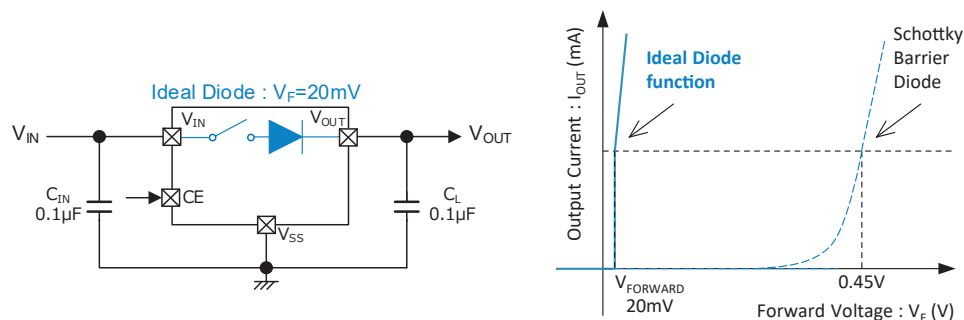 Ideal Diode : VF=20mV
VIN
VIN
VOUT
VOUT
CIN
0.1µF
CE
CL
0.1µF
VSS
Output Current : IOUT (mA)
Ideal Diode
function
Schottky
Barrier
Diode
VFORWARD
20mV
0.45V
Forward Voltage : VF (V)